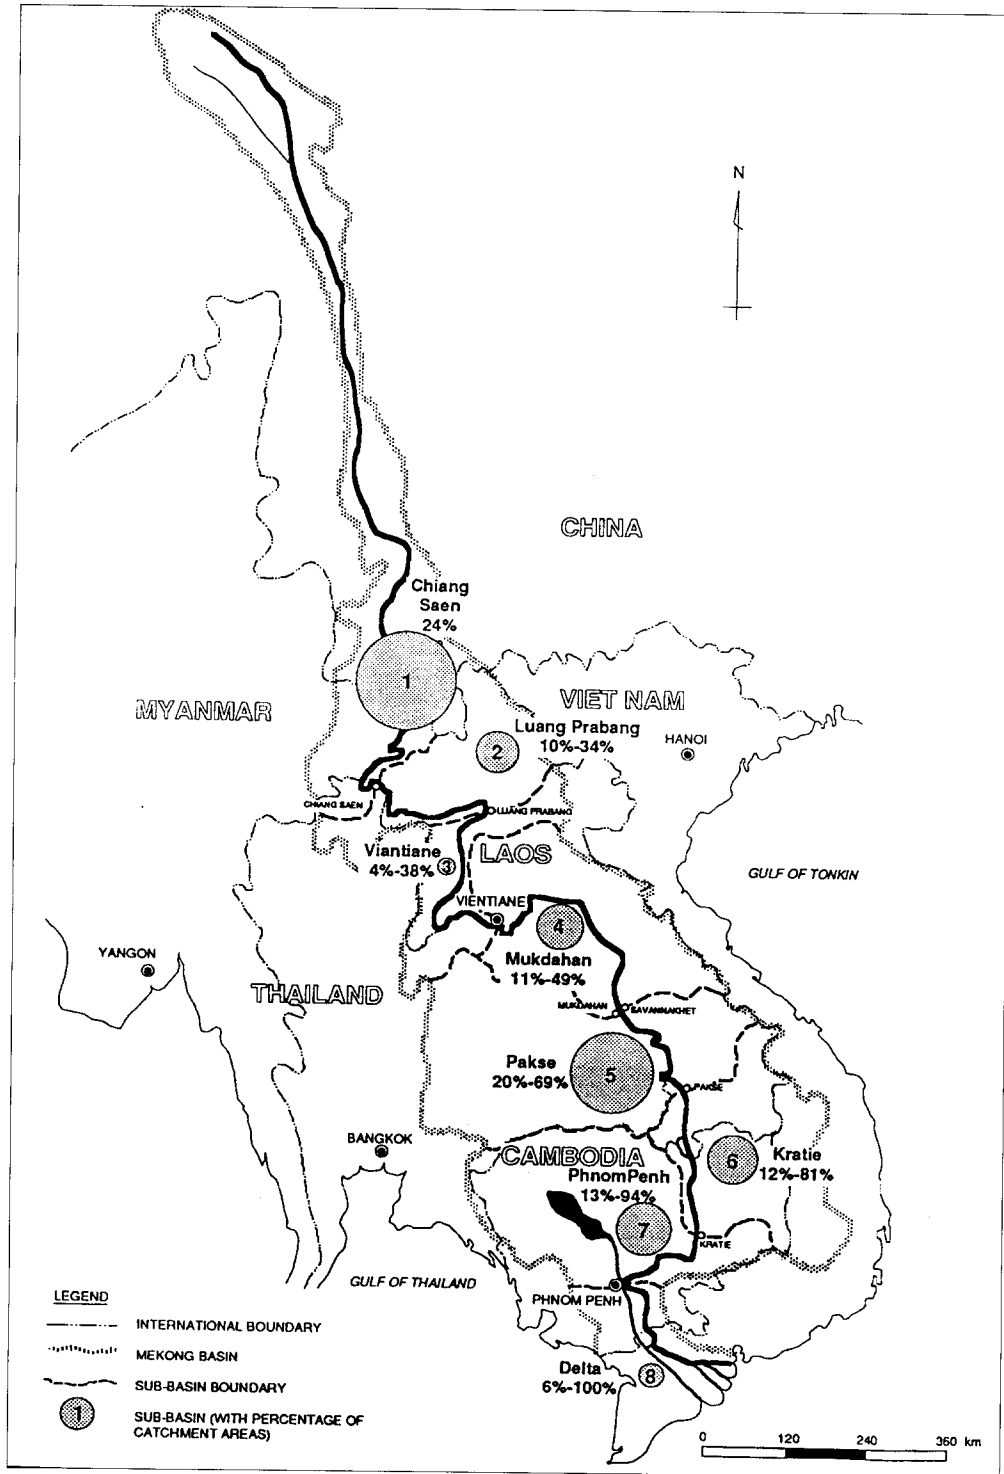 N
CHINA
Chiang
Saen
24%
1
MYANMAR
VIET NAM
Luang Prabang
10%-34%
2
HANOI
CHIANG SAEN
LUANG PRABANG
Viantiane
4%-38%
3
LAOS
GULF OF TONKIN
VIENTIANE
4
YANGON
Mukdahan
11%-49%
THAILAND
MUKDAHAN
SAVANNAKHET
Pakse
20%-69%
5
PAKSE
BANGKOK
CAMBODIA
6
Kratie
12%-81%
PhnomPenh
13%-94%
7
KRATIE
GULF OF THAILAND
PHNOM PENH
Delta
6%-100%
8
LEGEND
INTERNATIONAL BOUNDARY
MEKONG BASIN
SUB-BASIN BOUNDARY
1
SUB-BASIN (WITH PERCENTAGE OF
CATCHMENT AREAS)
0 120 240 360 km